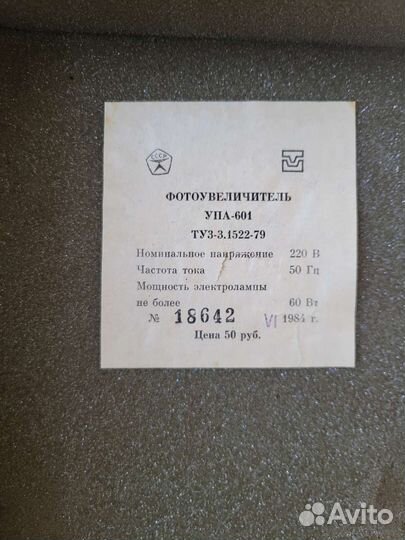 СССР
ФОТОУВЕЛИЧИТЕЛЬ
УПА-601
ТУ3-3.1522-79
Номинальное напряжение 220 В
Частота тока 50 Гц
Мощность электролампы
не более 60 Вт
№ 18642 VI 1984 г.
Цена 50 руб.
Avito